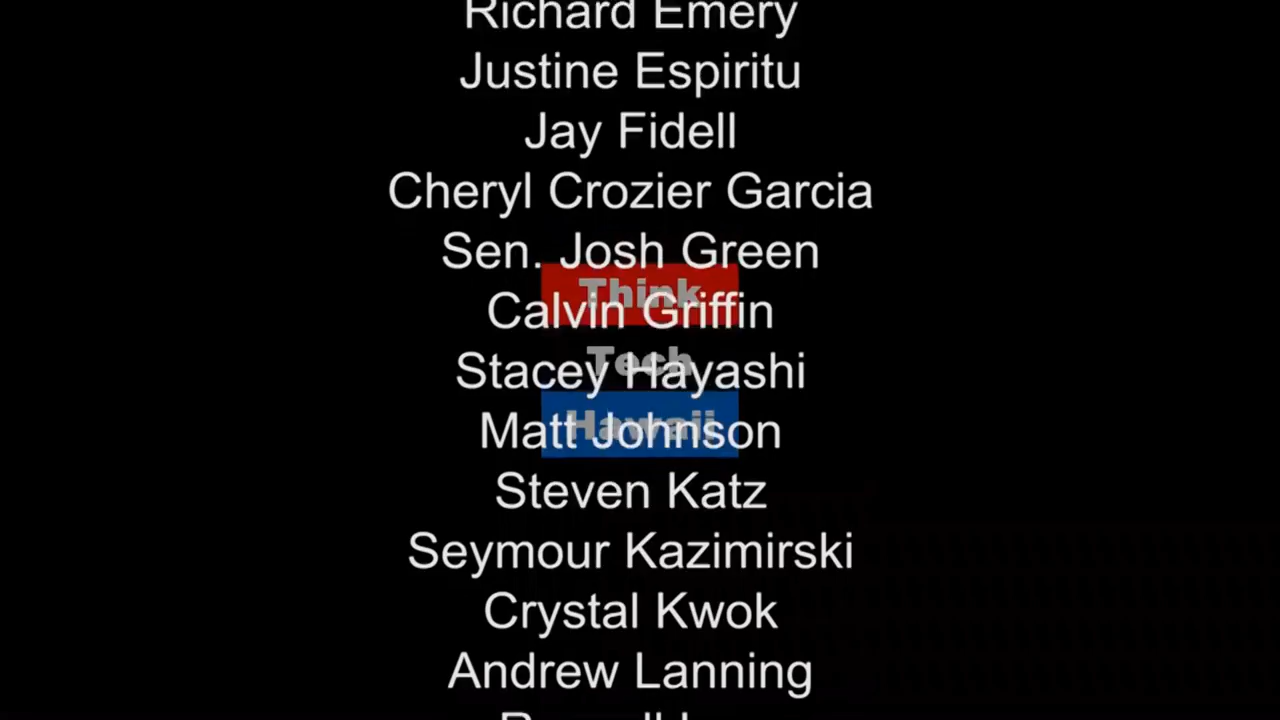 Richard Emery
Justine Espiritu
Jay Fidell
Cheryl Crozier Garcia
Sen. Josh Green
Think
Calvin Griffin
Tech
Stacey Hayashi
Hawaii
Matt Johnson
Steven Katz
Seymour Kazimirski
Crystal Kwok
Andrew Lanning